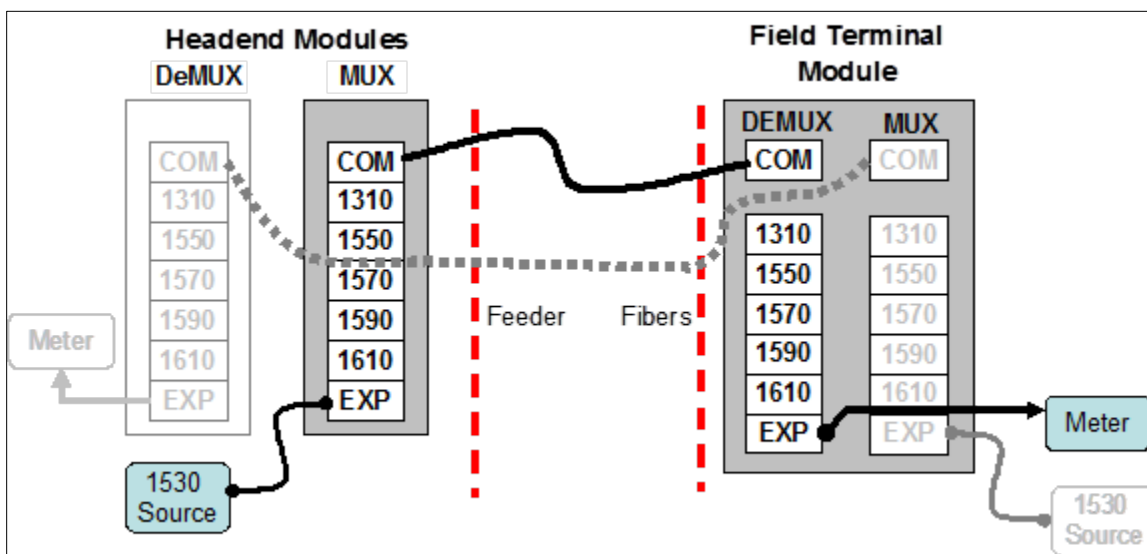 Headend Modules
DeMUX
MUX
COM
1310
1550
1570
1590
1610
EXP
COM
1310
1550
1570
1590
1610
EXP
Meter
1530
Source
Feeder
Fibers
Field Terminal
Module
DEMUX
MUX
COM
1310
1550
1570
1590
1610
EXP
COM
1310
1550
1570
1590
1610
EXP
Meter
1530
Source